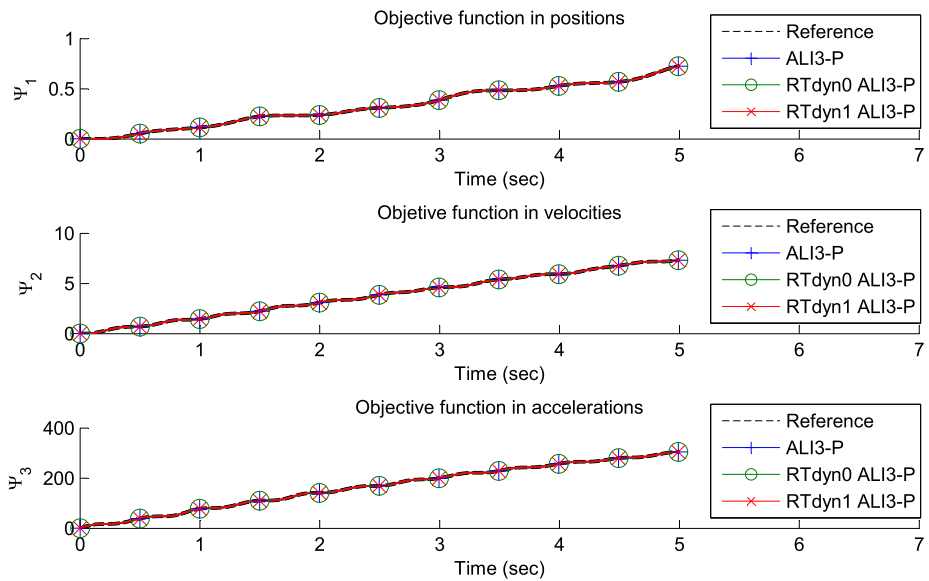 Objective function in positions
Reference
ALI3-P
RTdyn0 ALI3-P
RTdyn1 ALI3-P
1
0.5
0
Ψ1
0 1 2 3 4 5 6 7
Time (sec)
Objetive function in velocities
Reference
ALI3-P
RTdyn0 ALI3-P
RTdyn1 ALI3-P
10
5
0
Ψ2
0 1 2 3 4 5 6 7
Time (sec)
Objective function in accelerations
Reference
ALI3-P
RTdyn0 ALI3-P
RTdyn1 ALI3-P
400
200
0
Ψ3
0 1 2 3 4 5 6 7
Time (sec)